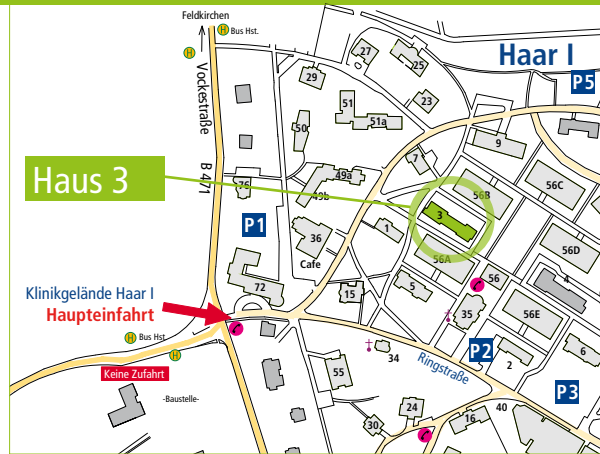 Feldkirchen
H Bus Hst.
H
Vockestraße
B 471
Haar I
P5
27
25
29
23
51
51a
50
9
7
49a
49b
56C
56B
Haus 3
76
3
P1
36
1
56D
Cafe
56A
4
72
5
56
Klinikgelände Haar I
Haupteinfahrt
15
35
56E
H Bus Hst.
H
34
Ringstraße
P2
2
6
Keine Zufahrt
55
P3
-Baustelle-
24
40
16
30